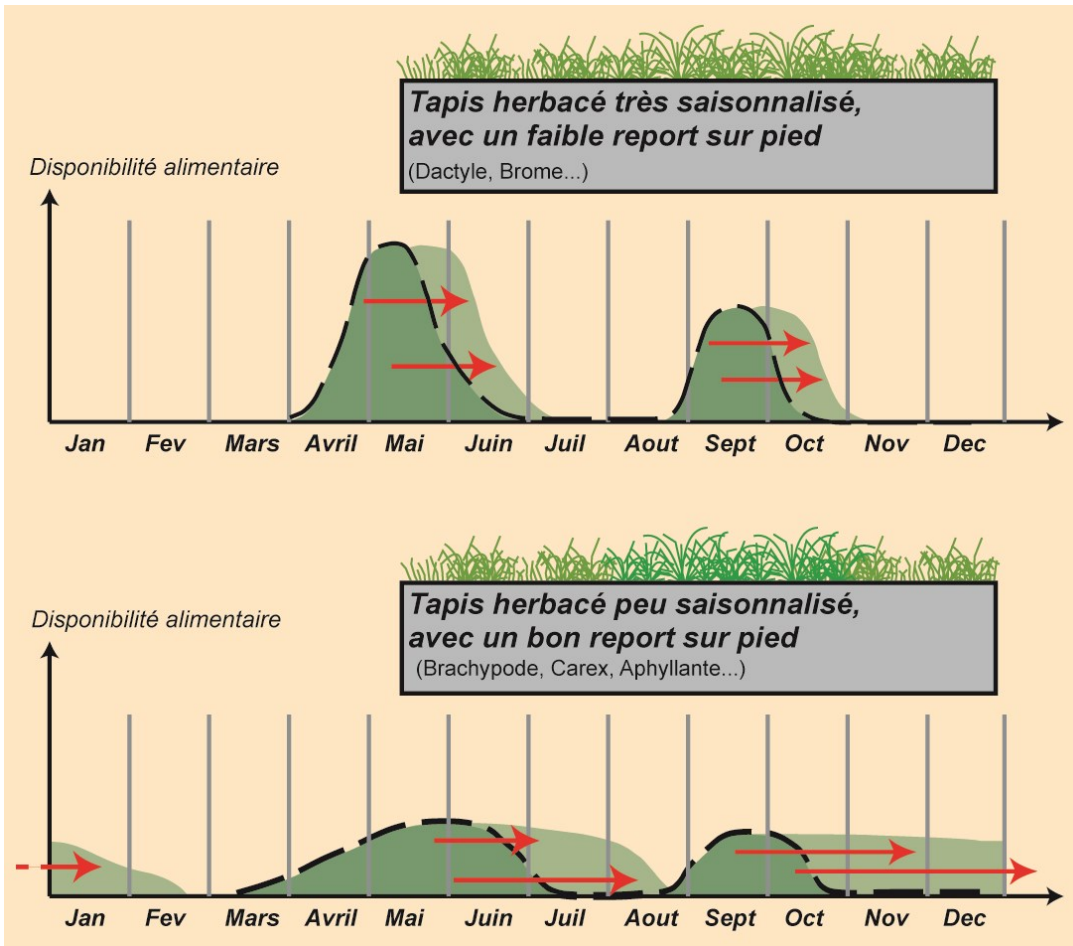 Tapis herbacé très saisonnalisé,
avec un faible report sur pied
(Dactyle, Brome...)
Disponibilité alimentaire
Jan Fev Mars Avril Mai Juin Juil Aout Sept Oct Nov Dec
Tapis herbacé peu saisonnalisé,
avec un bon report sur pied
(Brachypode, Carex, Aphyllante...)
Disponibilité alimentaire
Jan Fev Mars Avril Mai Juin Juil Aout Sept Oct Nov Dec